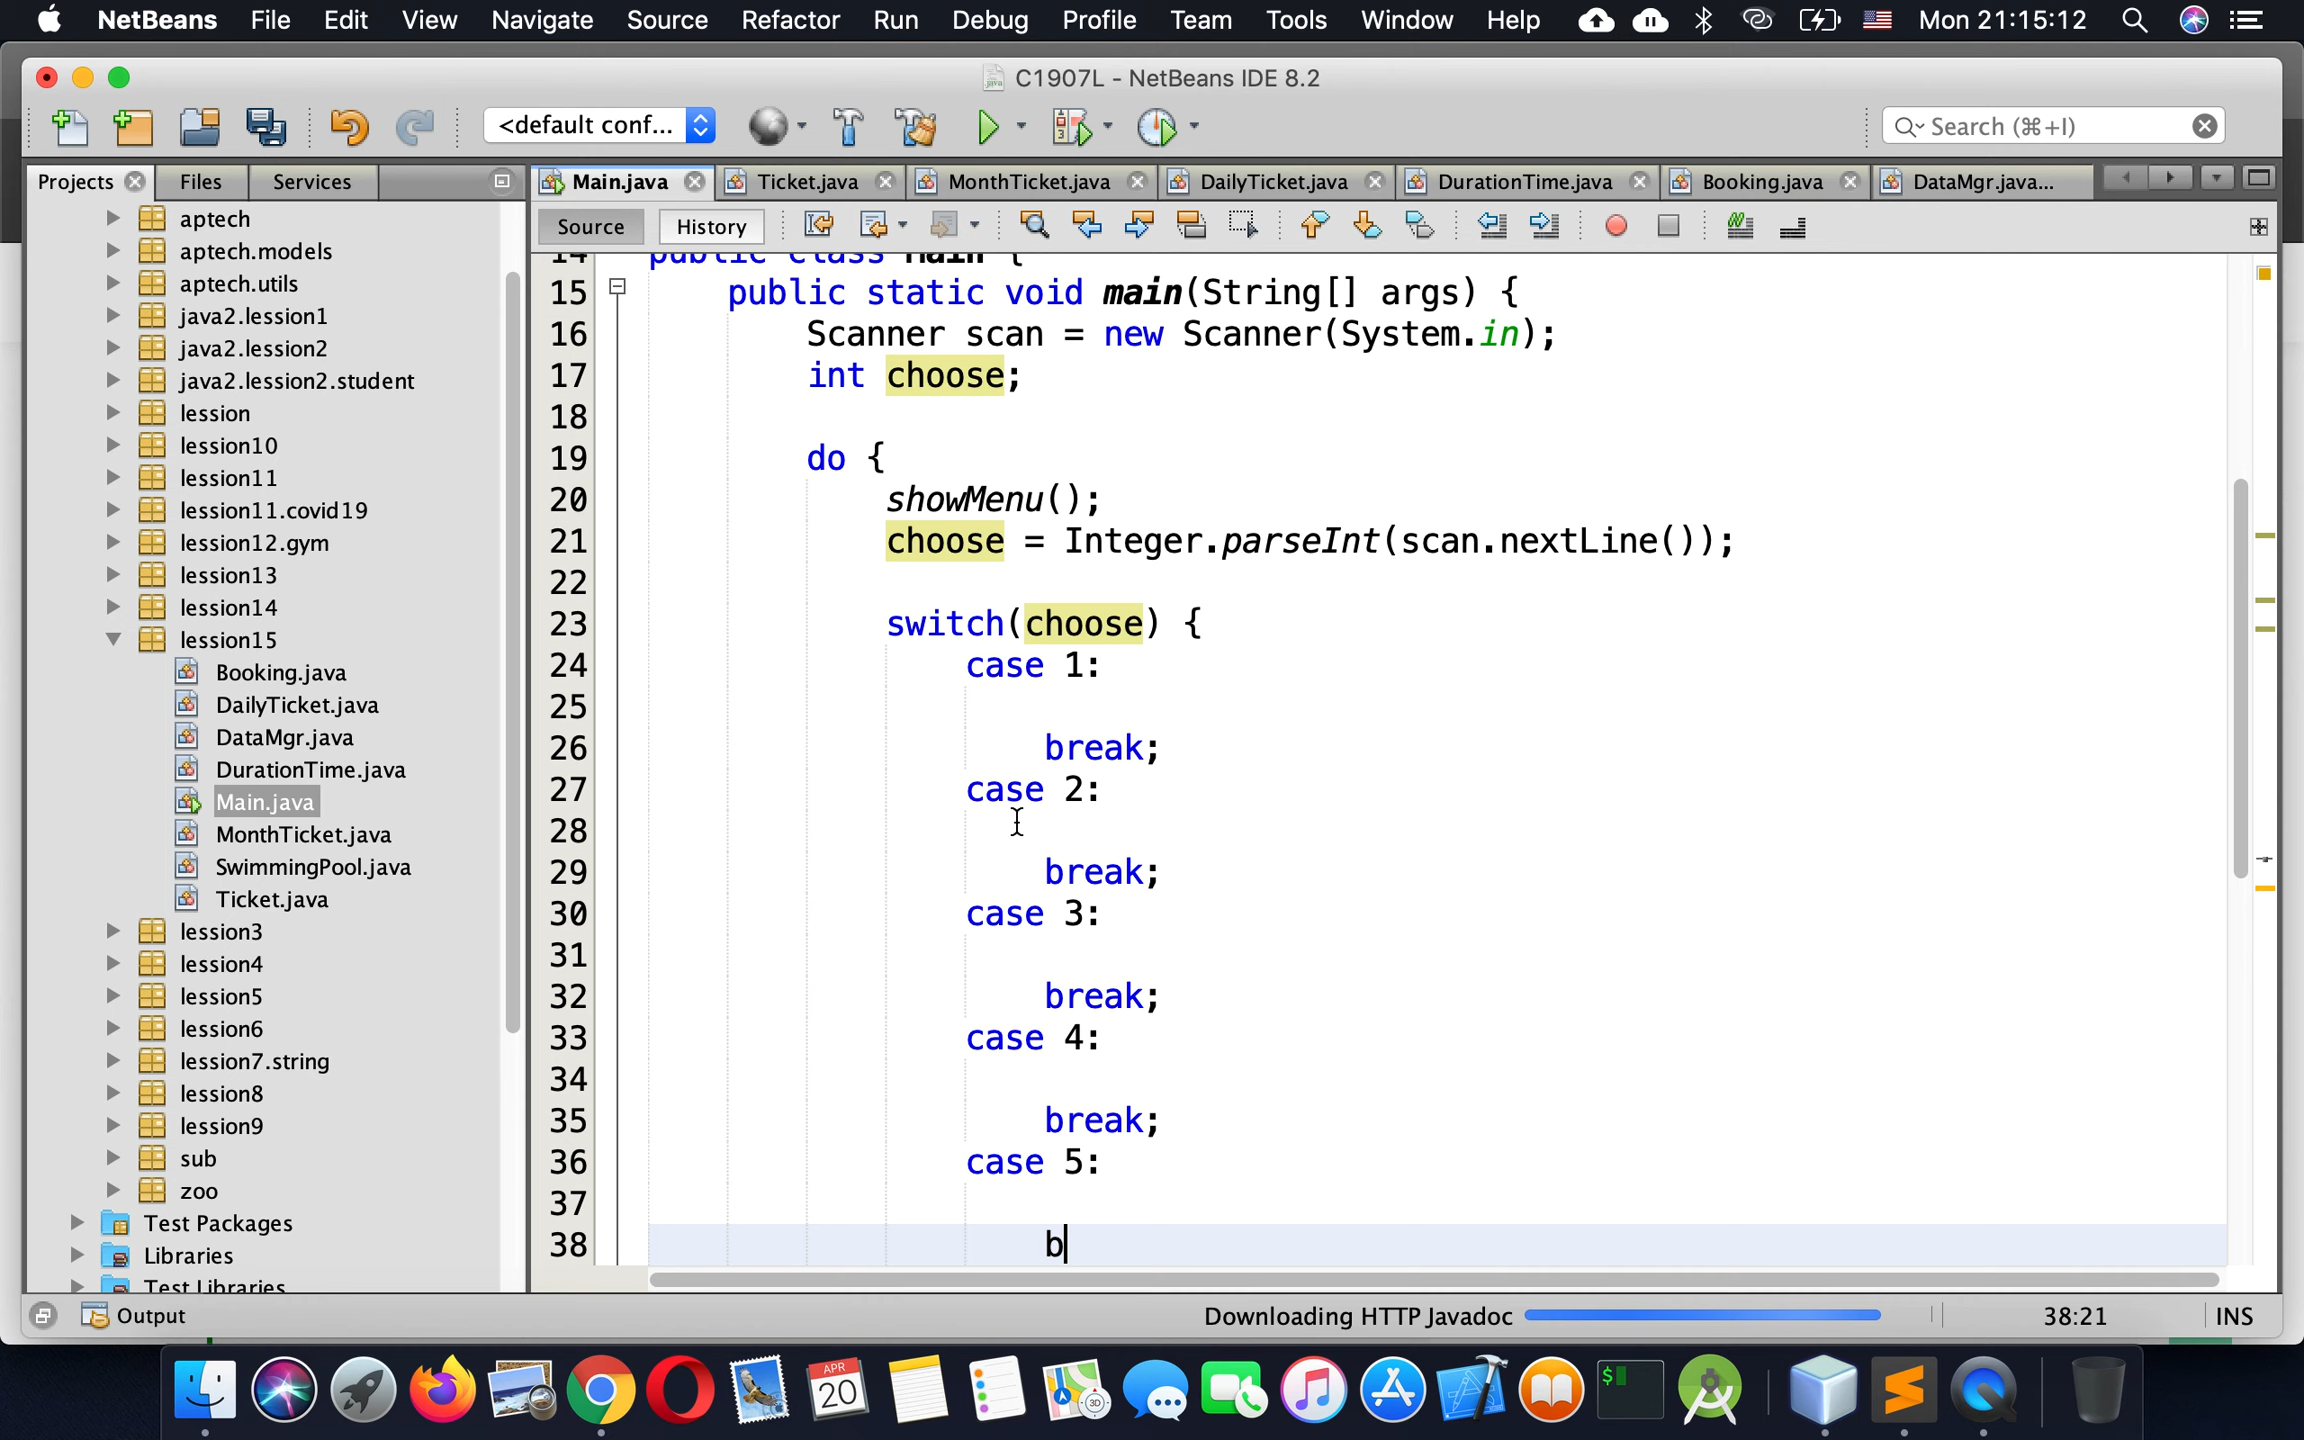 NetBeans File Edit View Navigate Source Refactor Run Debug Profile Team Tools Window Help Mon 21:15:12
C1907L - NetBeans IDE 8.2
<default conf... Search (⌘+I)
Projects Files Services
Main.java Ticket.java MonthTicket.java DailyTicket.java DurationTime.java Booking.java DataMgr.java...
Source History
aptech
aptech.models
aptech.utils
java2.lession1
java2.lession2
java2.lession2.student
lession
lession10
lession11
lession11.covid19
lession12.gym
lession13
lession14
lession15
Booking.java
DailyTicket.java
DataMgr.java
DurationTime.java
Main.java
MonthTicket.java
SwimmingPool.java
Ticket.java
lession3
lession4
lession5
lession6
lession7.string
lession8
lession9
sub
zoo
Test Packages
Libraries
Test Libraries
14 public class Main {
15 public static void main(String[] args) {
16 Scanner scan = new Scanner(System.in);
17 int choose;
18
19 do {
20 showMenu();
21 choose = Integer.parseInt(scan.nextLine());
22
23 switch(choose) {
24 case 1:
25
26 break;
27 case 2:
28
29 break;
30 case 3:
31
32 break;
33 case 4:
34
35 break;
36 case 5:
37
38 b
Output Downloading HTTP Javadoc 38:21 INS
APR
20
3D
$